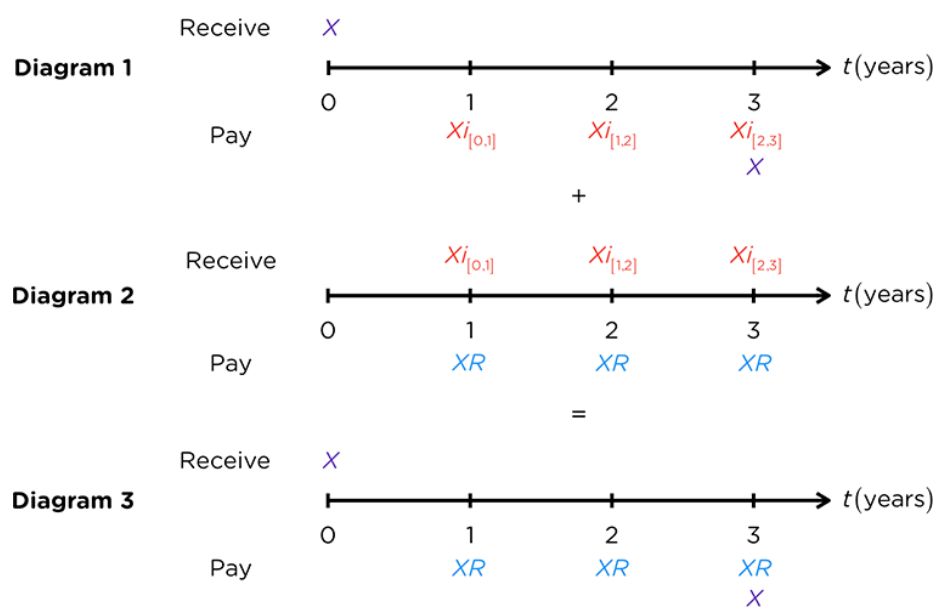 Receive X
Diagram 1 t (years)
0 1 2 3
Pay Xi[0,1] Xi[1,2] Xi[2,3]
X
+
Receive Xi[0,1] Xi[1,2] Xi[2,3]
Diagram 2 t (years)
0 1 2 3
Pay XR XR XR
=
Receive X
Diagram 3 t (years)
0 1 2 3
Pay XR XR XR
X